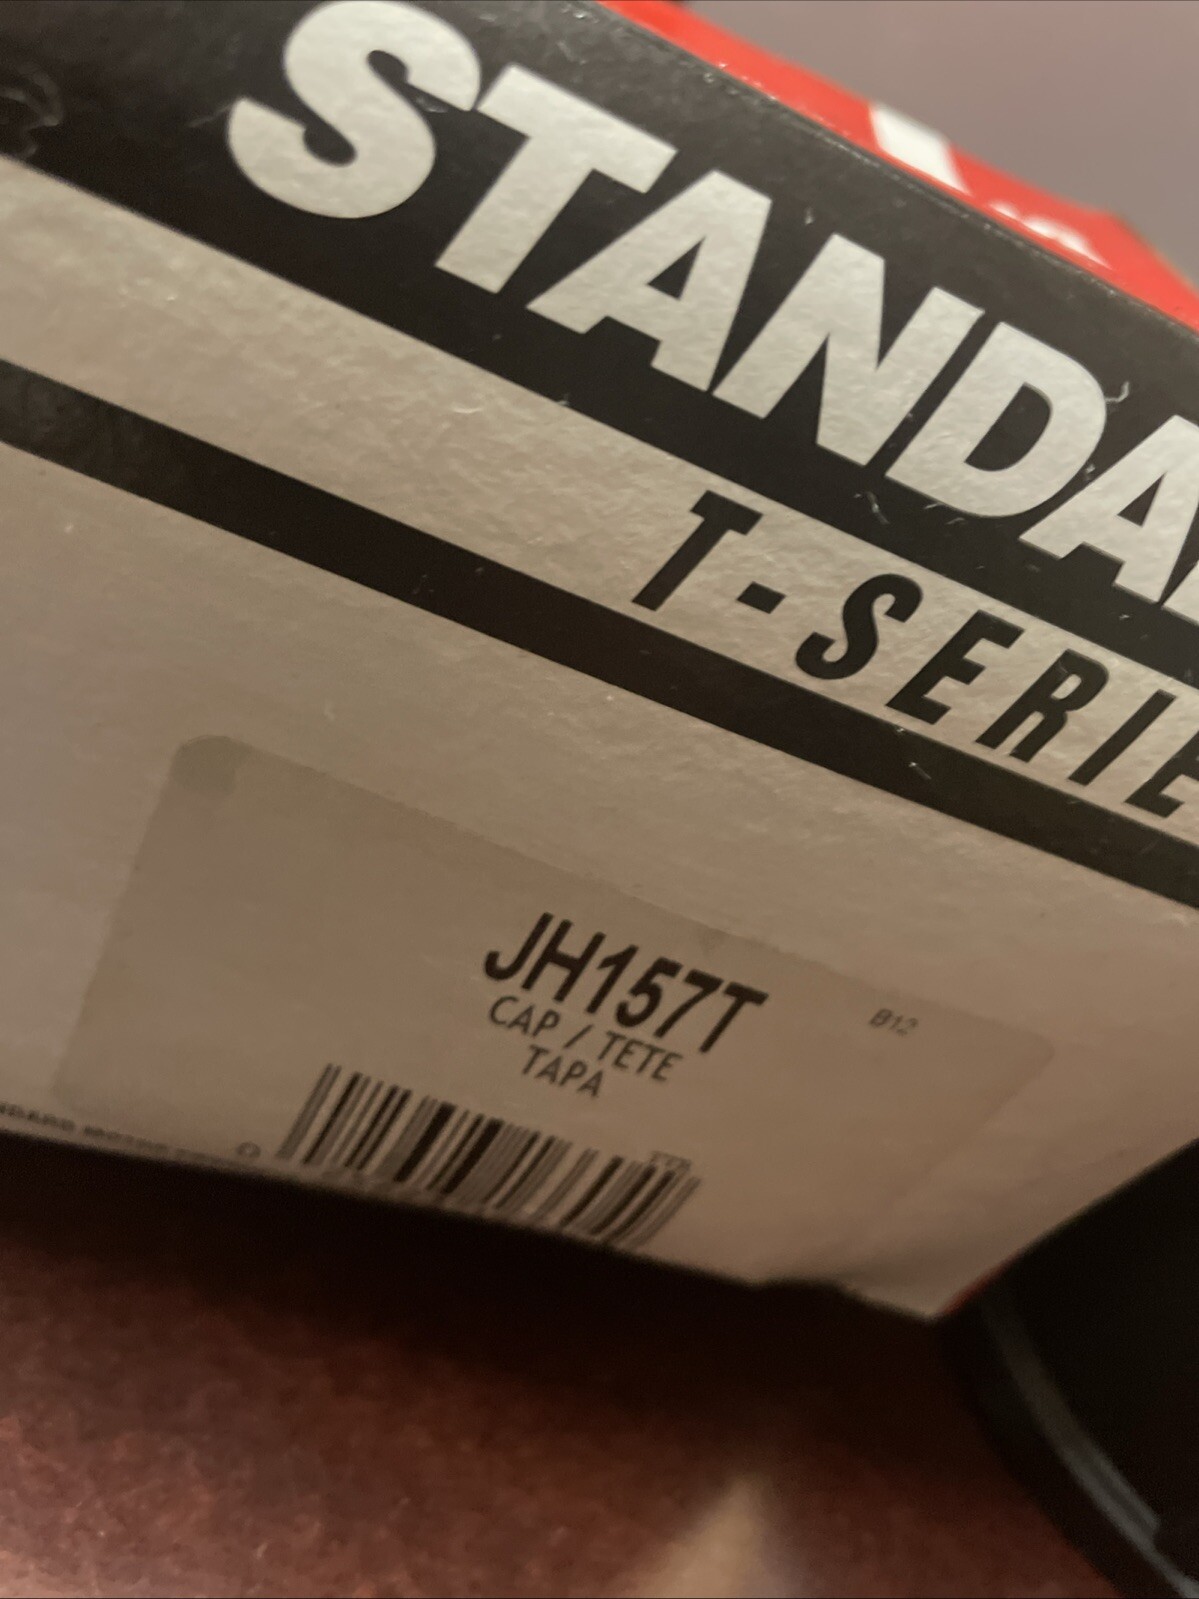 STANDA
T-SERIE
JH157T
B12
CAP / TETE
TAPA